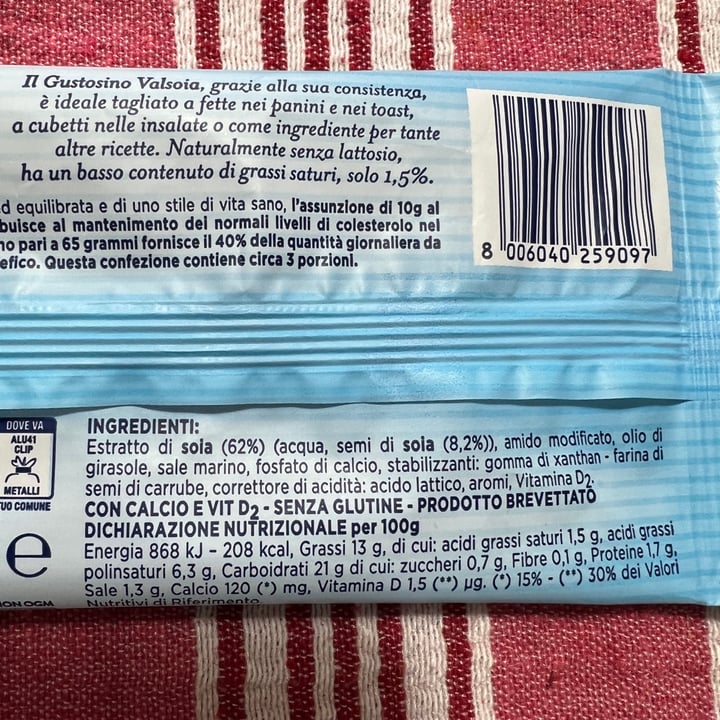 Il Gustosino Valsoia, grazie alla sua consistenza,
è ideale tagliato a fette nei panini e nei toast,
a cubetti nelle insalate o come ingrediente per tante
altre ricette. Naturalmente senza lattosio,
ha un basso contenuto di grassi saturi, solo 1,5%.
d equilibrata e di uno stile di vita sano, l'assunzione di 10g al
buisce al mantenimento dei normali livelli di colesterolo nel
no pari a 65 grammi fornisce il 40% della quantità giornaliera da
efico. Questa confezione contiene circa 3 porzioni.
8 006040 259097
DOVE VA
ALU41
CLIP
METALLI
TUO COMUNE
e
NON OGM
INGREDIENTI:
Estratto di soia (62%) (acqua, semi di soia (8,2%)), amido modificato, olio di
girasole, sale marino, fosfato di calcio, stabilizzanti: gomma di xanthan - farina di
semi di carrube, correttore di acidità: acido lattico, aromi, Vitamina D2.
CON CALCIO E VIT D2 - SENZA GLUTINE - PRODOTTO BREVETTATO
DICHIARAZIONE NUTRIZIONALE per 100g
Energia 868 kJ - 208 kcal, Grassi 13 g, di cui: acidi grassi saturi 1,5 g, acidi grassi
polinsaturi 6,3 g, Carboidrati 21 g di cui: zuccheri 0,7 g, Fibre 0,1 g, Proteine 1,7 g,
Sale 1,3 g, Calcio 120 (*) mg, Vitamina D 1,5 (**) µg. (*) 15% - (**) 30% dei Valori
Nutritivi di Riferimento